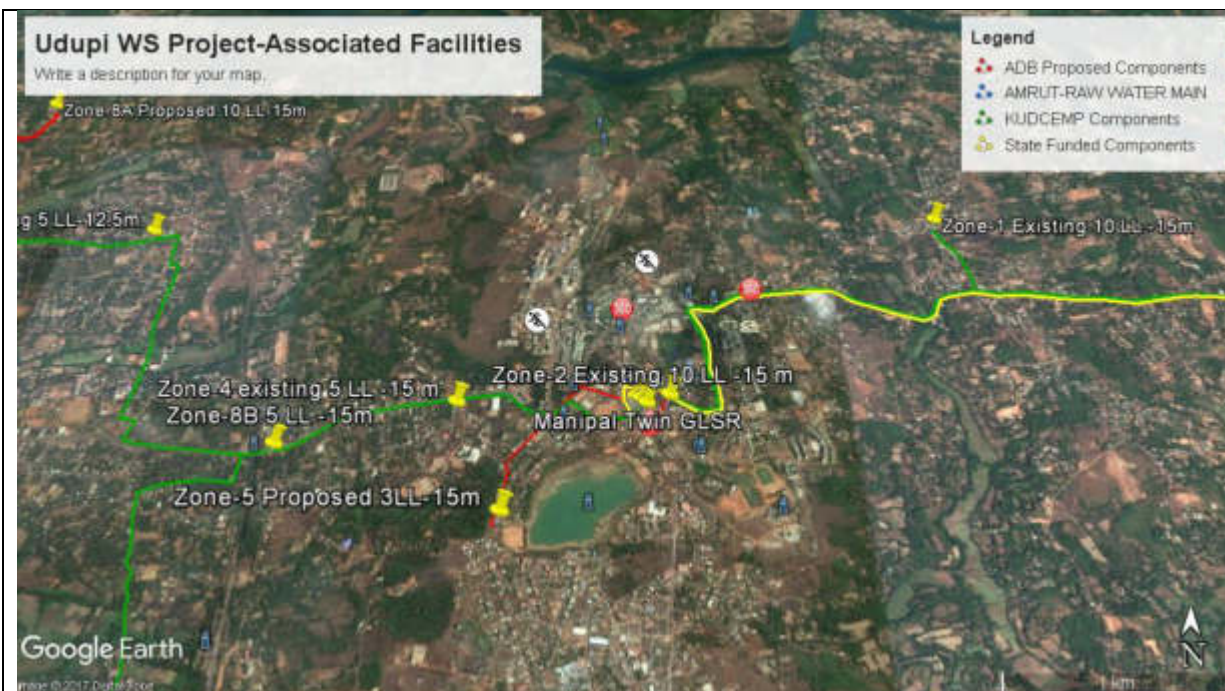 Udupi WS Project-Associated Facilities
Write a description for your map.
Legend
ADB Proposed Components
AMRUT-RAW WATER MAIN
KUDCEMP Components
State Funded Components
Zone-8A Proposed 10 LL-15m
5 LL-12.5m
Zone-1 Existing 10 LL -15m
Zone-4 existing 5 LL -15 m
Zone-2 Existing 10 LL -15 m
Zone-8B 5 LL -15m
Manipal Twin GLSR
Zone-5 Proposed 3LL-15m
Google Earth
© 2017
N
1 km